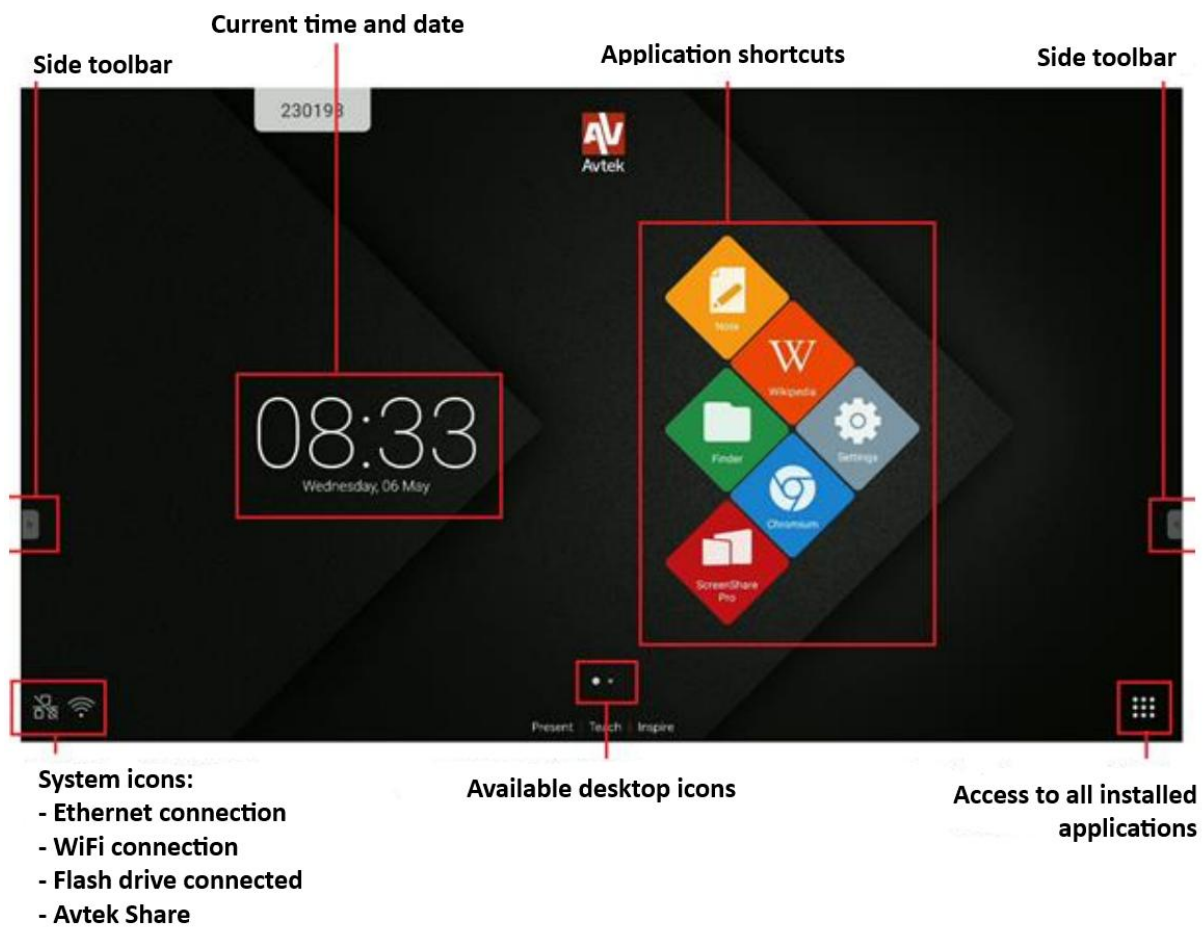 Current time and date
Application shortcuts
Side toolbar
Side toolbar
230193
AV
Avtek
Note
W
Wikipedia
08:33
Wednesday, 06 May
Finder
Settings
Chromium
ScreenShare
Pro
Present | Teach | Inspire
System icons:
- Ethernet connection
- WiFi connection
- Flash drive connected
- Avtek Share
Available desktop icons
Access to all installed
applications